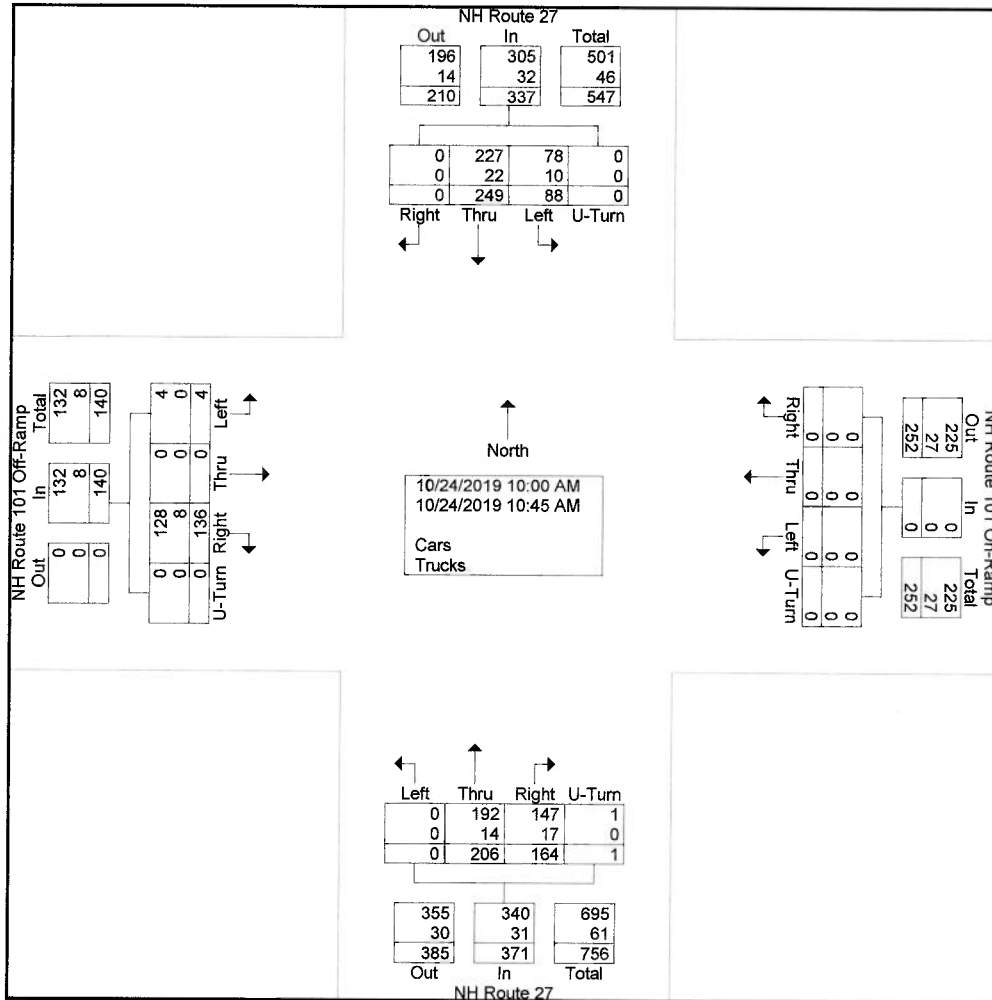 NH Route 27
Out In Total
196 305 501
14 32 46
210 337 547
0 227 78 0
0 22 10 0
0 249 88 0
Right Thru Left U-Turn
NH Route 101 Off-Ramp
Out In Total
0 132 132
0 8 8
0 140 140
U-Turn Right Thru Left
0 128 0 4
0 8 0 0
0 136 0 4
North
10/24/2019 10:00 AM
10/24/2019 10:45 AM
Cars
Trucks
Right Thru Left U-Turn
0 0 0 0
0 0 0 0
0 0 0 0
Out In Total
225 0 225
27 0 27
252 0 252
NH Route 101 On-Ramp
Left Thru Right U-Turn
0 192 147 1
0 14 17 0
0 206 164 1
355 340 695
30 31 61
385 371 756
Out In Total
NH Route 27